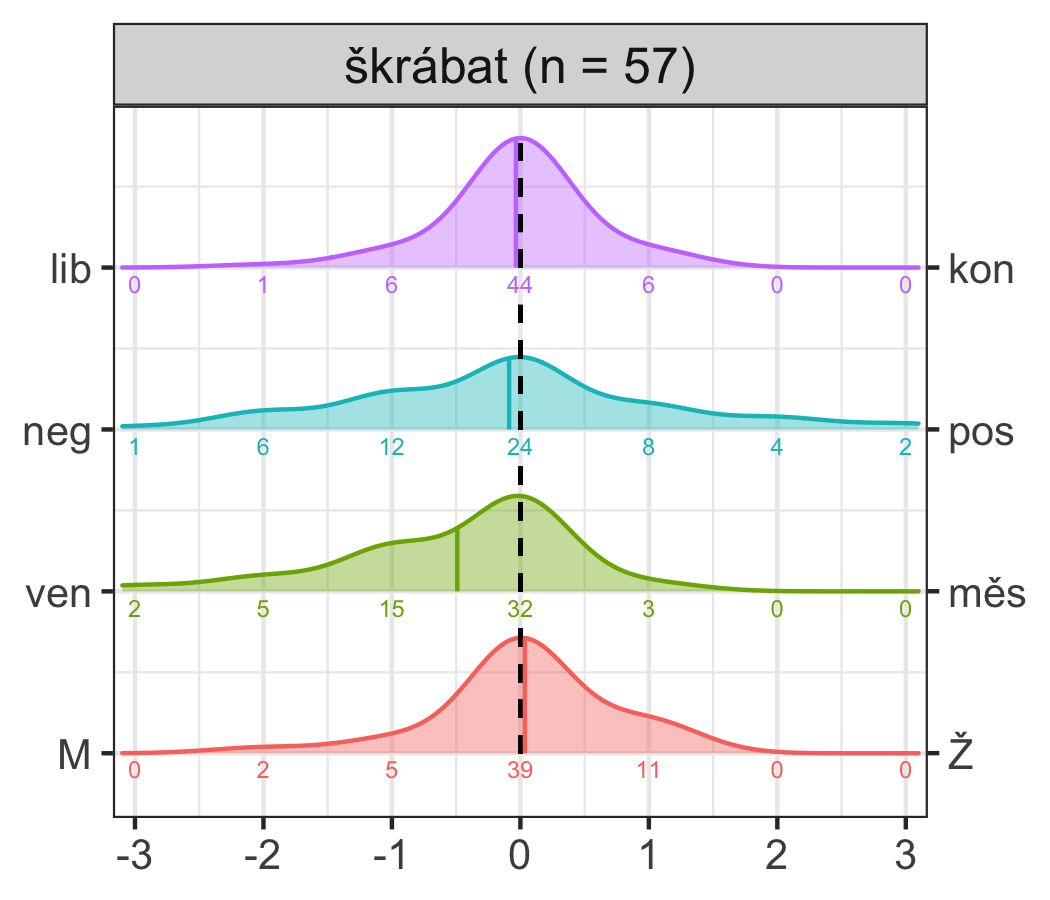 škrábat (n = 57)
lib kon
0 1 6 44 6 0 0
neg pos
1 6 12 24 8 4 2
ven měs
2 5 15 32 3 0 0
M Ž
0 2 5 39 11 0 0
-3 -2 -1 0 1 2 3